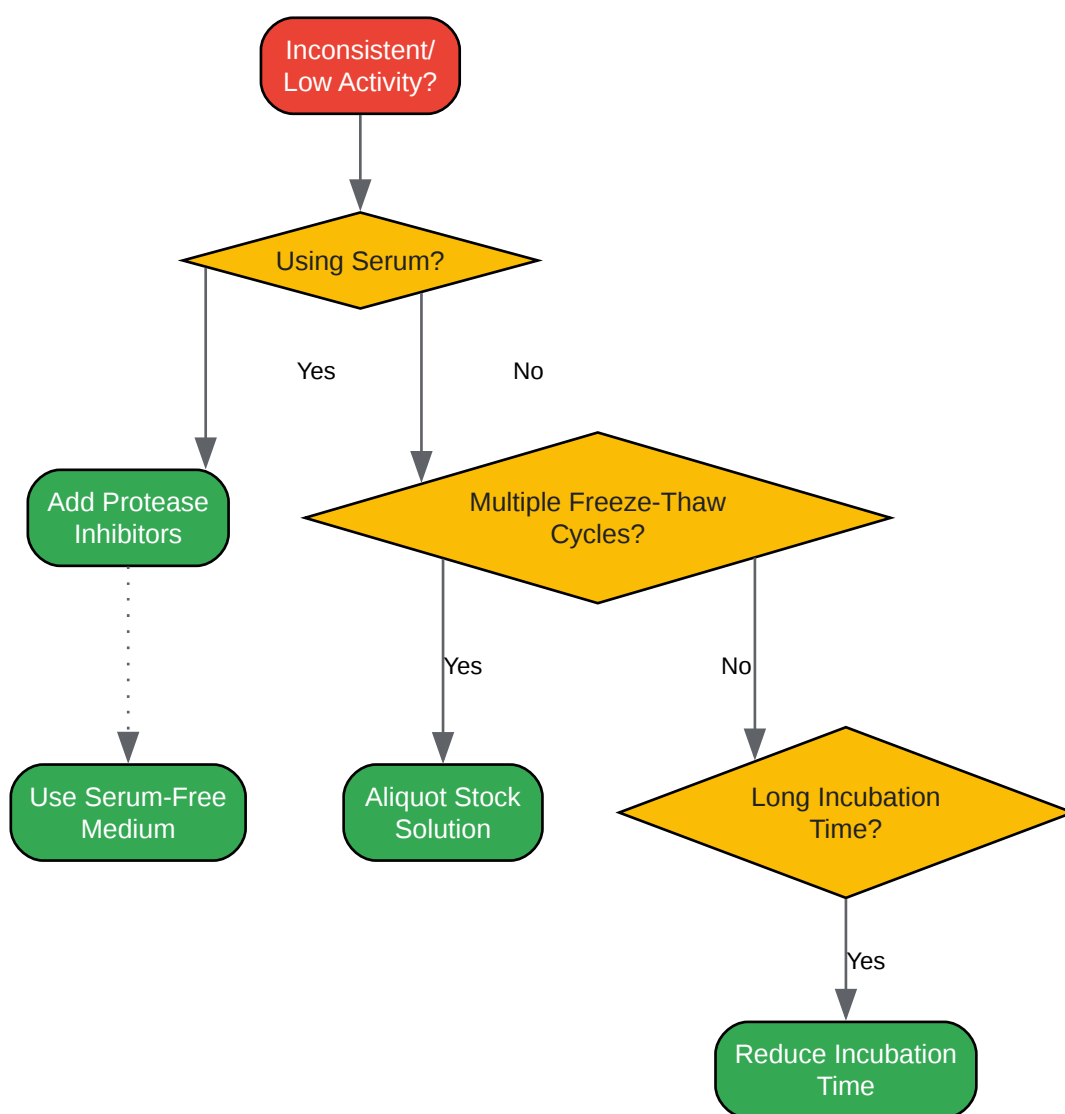 Inconsistent/
Low Activity?
Using Serum?
Yes
No
Add Protease
Inhibitors
Multiple Freeze-Thaw
Cycles?
Yes
No
Use Serum-Free
Medium
Aliquot Stock
Solution
Long Incubation
Time?
Yes
Reduce Incubation
Time